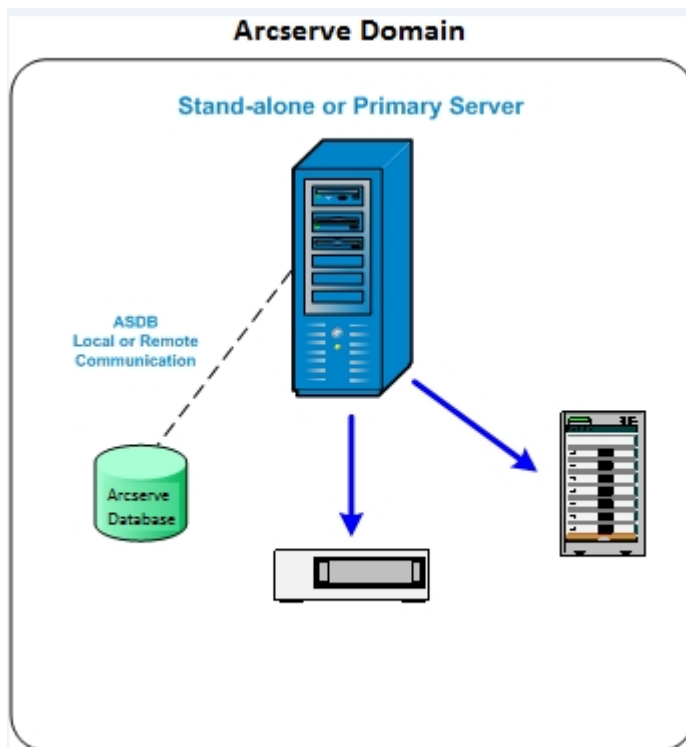 Arcserve Domain
Stand-alone or Primary Server
ASDB
Local or Remote
Communication
Arcserve
Database